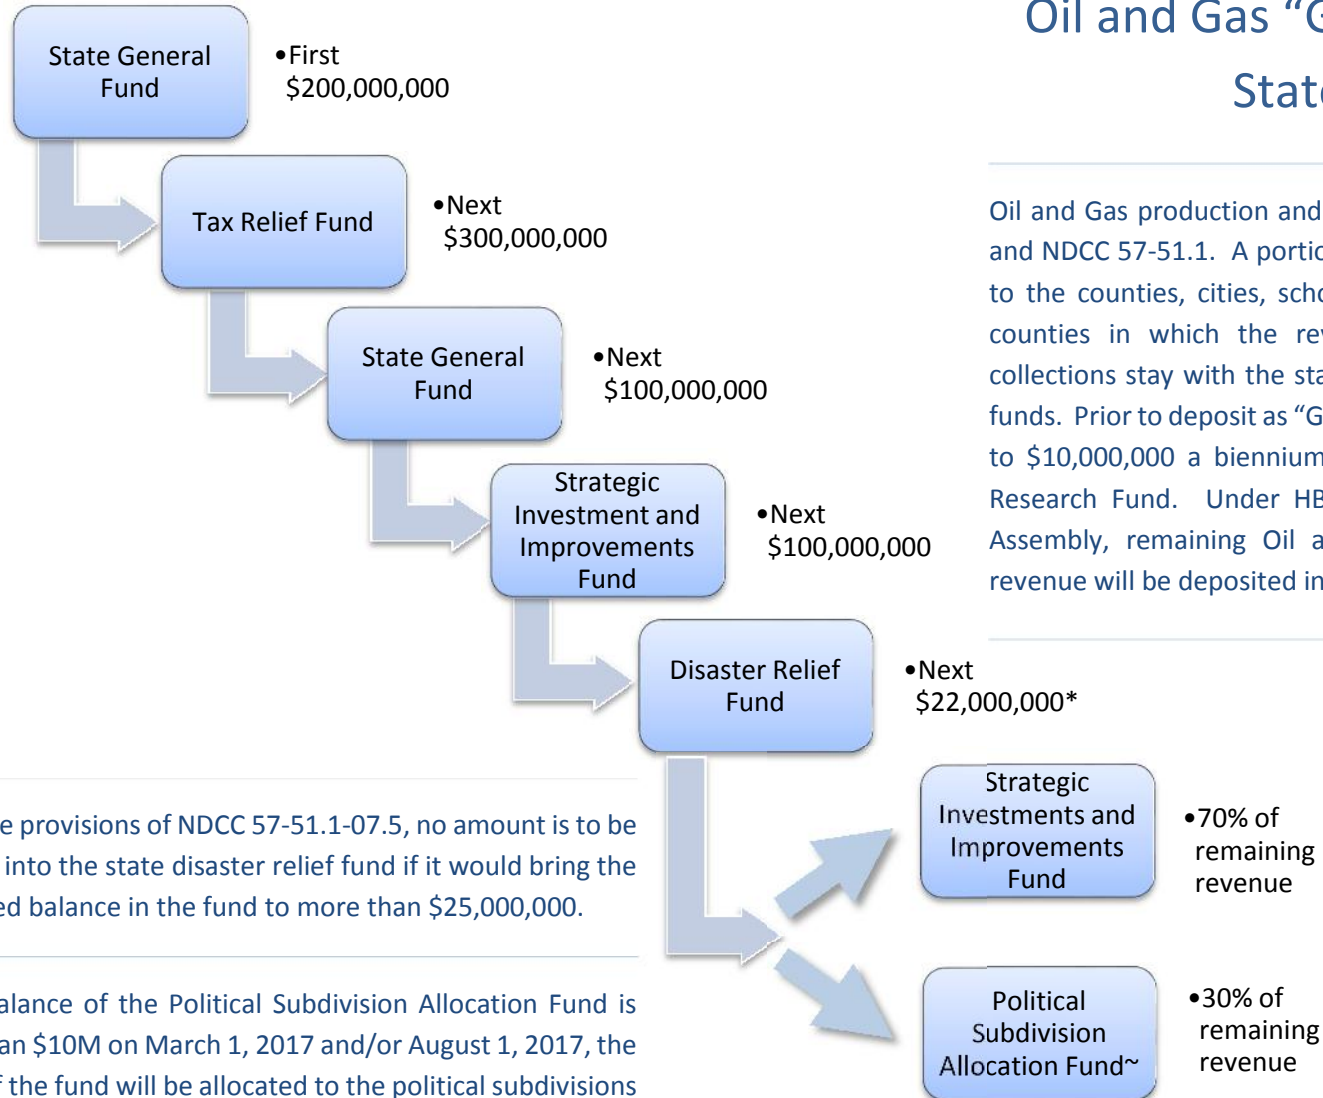 Oil and Gas
State
State General
Fund
•First
$200,000,000
Tax Relief Fund
•Next
$300,000,000
State General
Fund
•Next
$100,000,000
Strategic
Investment and
Improvements
Fund
•Next
$100,000,000
Disaster Relief
Fund
•Next
$22,000,000*
Strategic
Investments and
Improvements
Fund
•70% of
remaining
revenue
Political
Subdivision
Allocation Fund~
•30% of
remaining
revenue
Oil and Gas production and
and NDCC 57-51.1. A
to the counties, cities,
counties in which the
collections stay with the
funds. Prior to deposit as
to $10,000,000 a biennium
Research Fund. Under HB
Assembly, remaining Oil
revenue will be deposited in
provisions of NDCC 57-51.1-07.5, no amount is to be
into the state disaster relief fund if it would bring the
balance in the fund to more than $25,000,000.
of the Political Subdivision Allocation Fund is
$10M on March 1, 2017 and/or August 1, 2017, the
the fund will be allocated to the political subdivisions